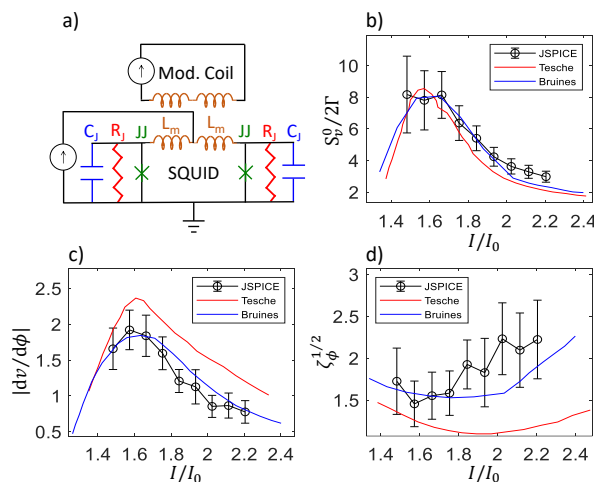 a)
Mod. Coil
C_J
R_J
JJ
L_m
L_m
JJ
R_J
C_J
SQUID
b)
S_v^0/2Γ
10
8
6
4
2
JSPICE
Tesche
Bruines
1.4 1.6 1.8 2 2.2 2.4
I/I_0
c)
|dv/dϕ|
2.5
2
1.5
1
0.5
JSPICE
Tesche
Bruines
1.4 1.6 1.8 2 2.2 2.4
I/I_0
d)
ζ_ϕ^{1/2}
3
2.5
2
1.5
JSPICE
Tesche
Bruines
1.4 1.6 1.8 2 2.2 2.4
I/I_0